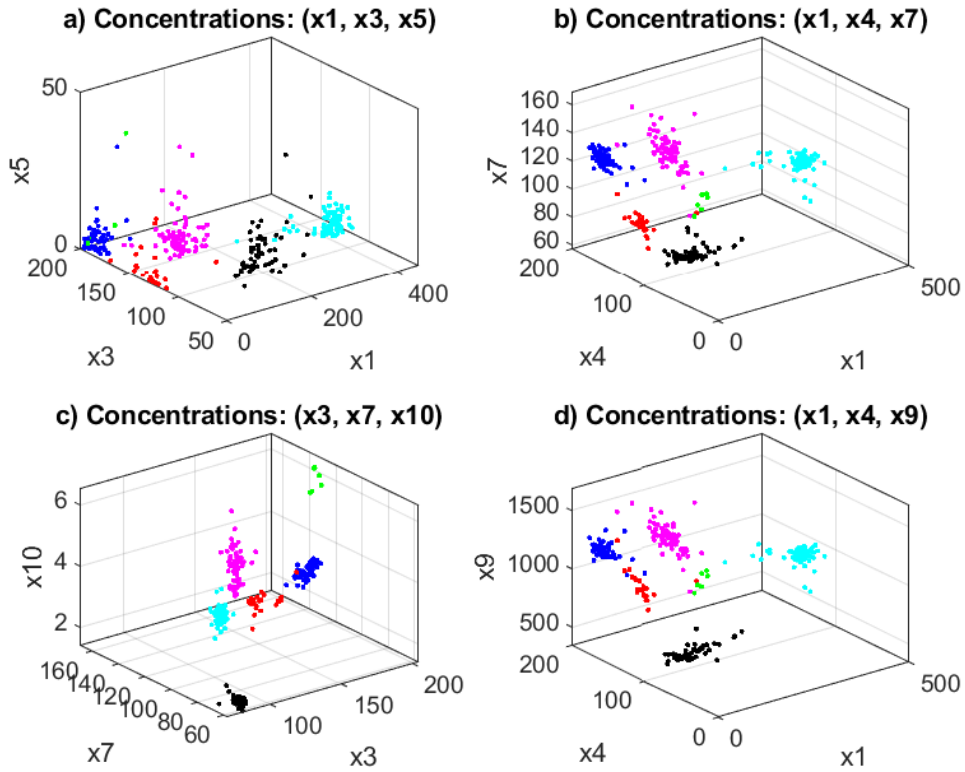 a) Concentrations: (x1, x3, x5)
50
x5
0
200
150
100
50
x3
0
200
400
x1
b) Concentrations: (x1, x4, x7)
160
140
120
100
80
60
x7
200
100
0
x4
0
500
x1
c) Concentrations: (x3, x7, x10)
6
4
2
x10
160
140
120
100
80
60
x7
100
150
200
x3
d) Concentrations: (x1, x4, x9)
1500
1000
500
x9
200
100
0
x4
0
500
x1